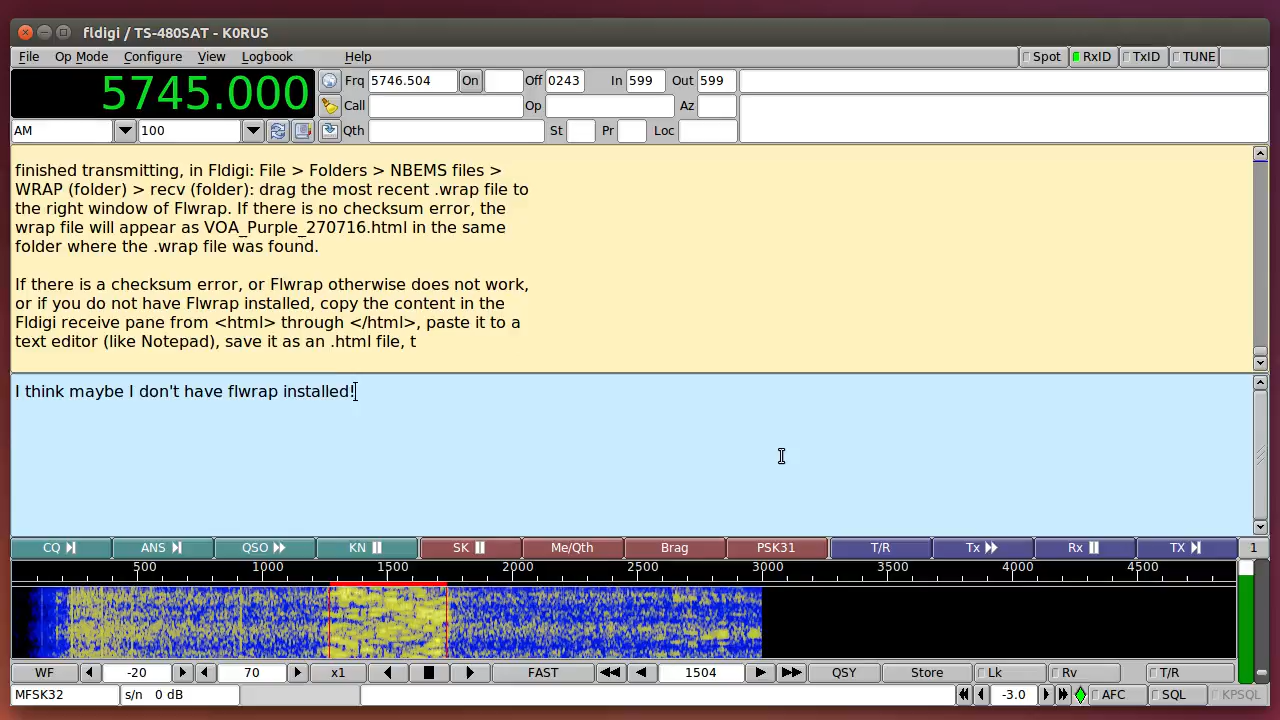 fldigi / TS-480SAT - K0RUS
File Op Mode Configure View Logbook Help Spot RxID TxID TUNE
5745.000
Frq 5746.504 On Off 0243 In 599 Out 599
Call Op Az
AM 100 Qth St Pr Loc
finished transmitting, in Fldigi: File > Folders > NBEMS files >
WRAP (folder) > recv (folder): drag the most recent .wrap file to
the right window of Flwrap. If there is no checksum error, the
wrap file will appear as VOA_Purple_270716.html in the same
folder where the .wrap file was found.
If there is a checksum error, or Flwrap otherwise does not work,
or if you do not have Flwrap installed, copy the content in the
Fldigi receive pane from <html> through </html>, paste it to a
text editor (like Notepad), save it as an .html file, t
I think maybe I don't have flwrap installed!
CQ ANS QSO KN SK Me/Qth Brag PSK31 T/R Tx Rx TX 1
500 1000 1500 2000 2500 3000 3500 4000 4500
WF -20 70 x1 FAST 1504 QSY Store Lk Rv T/R
MFSK32 s/n 0 dB -3.0 AFC SQL KPSQL